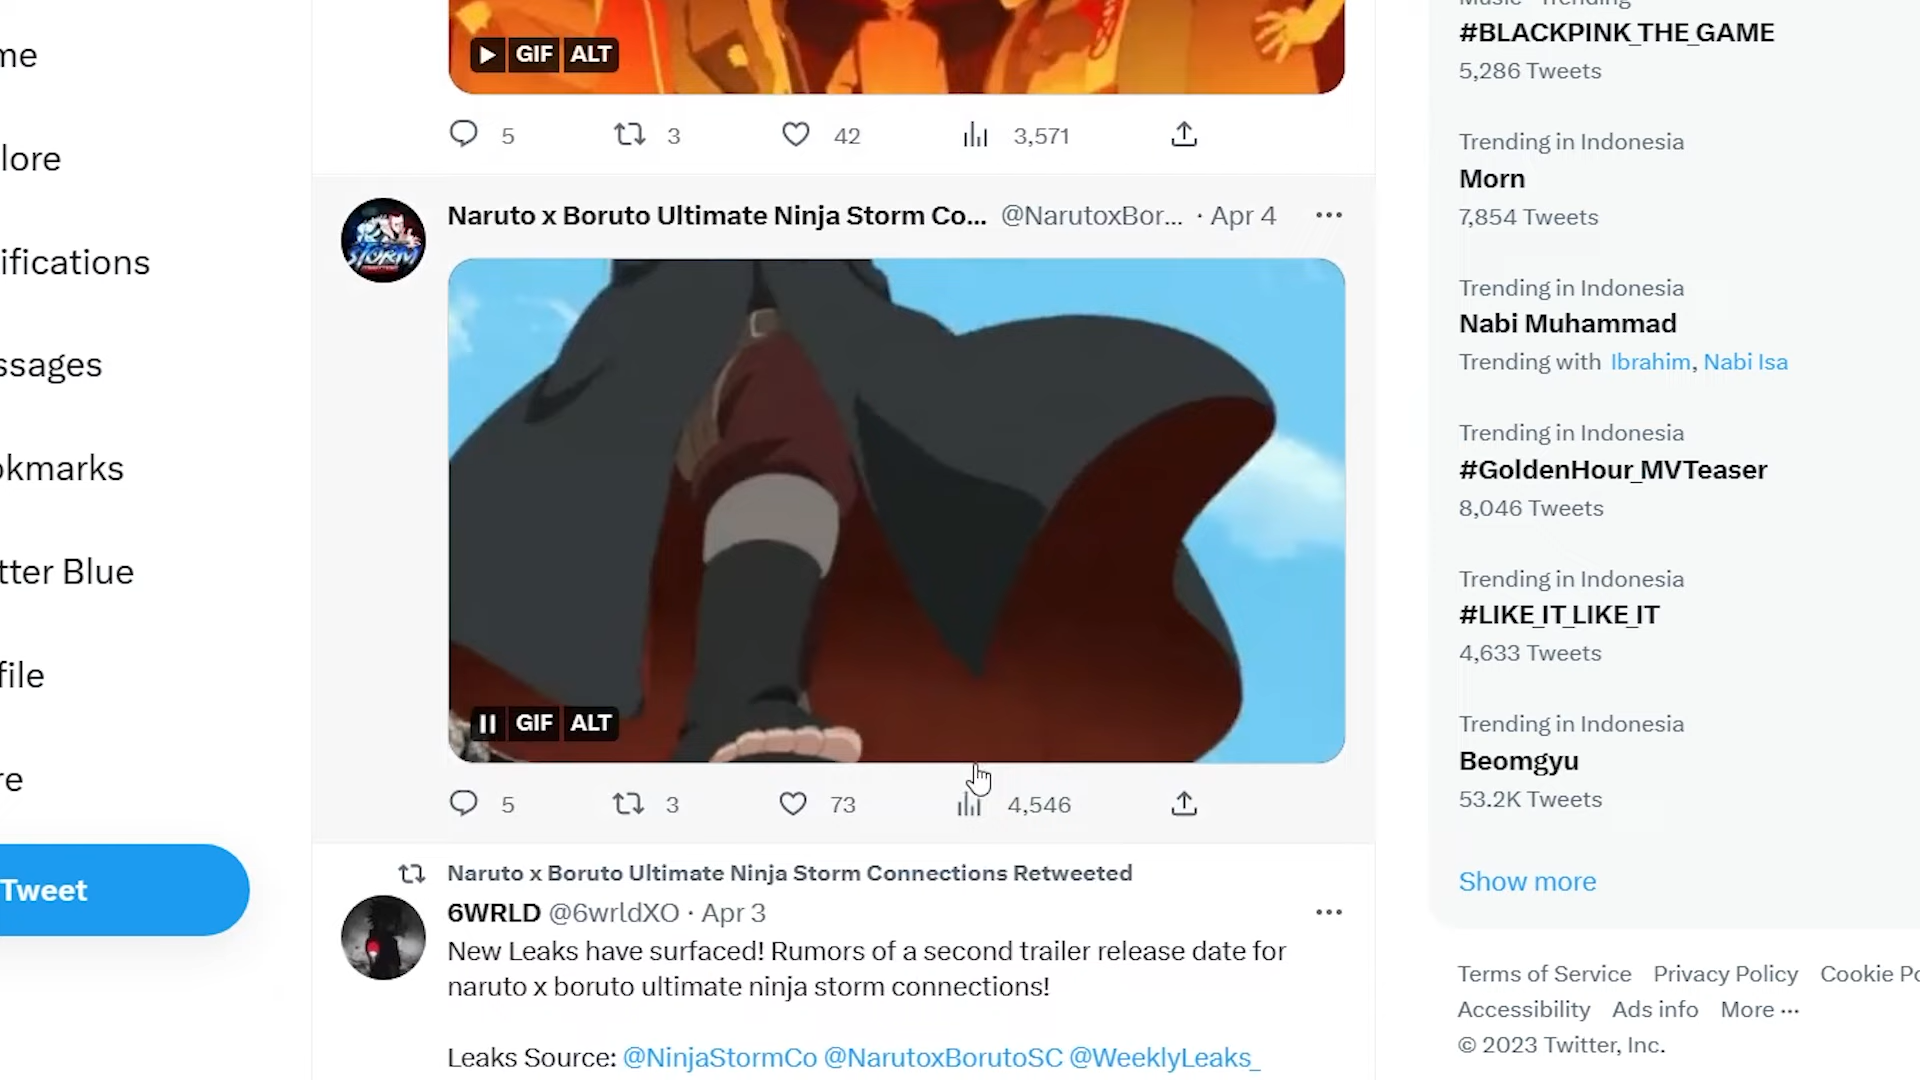 me
lore
ifications
ssages
okmarks
tter Blue
file
re
Tweet
GIF ALT
5 3 42 3,571
Naruto x Boruto Ultimate Ninja Storm Co... @NarutoxBor... · Apr 4
STORM
GIF ALT
5 3 73 4,546
Naruto x Boruto Ultimate Ninja Storm Connections Retweeted
6WRLD @6wrldXO · Apr 3
New Leaks have surfaced! Rumors of a second trailer release date for
naruto x boruto ultimate ninja storm connections!
Leaks Source: @NinjaStormCo @NarutoxBorutoSC @WeeklyLeaks_
Music · Trending
#BLACKPINK_THE_GAME
5,286 Tweets
Trending in Indonesia
Morn
7,854 Tweets
Trending in Indonesia
Nabi Muhammad
Trending with Ibrahim, Nabi Isa
Trending in Indonesia
#GoldenHour_MVTeaser
8,046 Tweets
Trending in Indonesia
#LIKE_IT_LIKE_IT
4,633 Tweets
Trending in Indonesia
Beomgyu
53.2K Tweets
Show more
Terms of Service Privacy Policy Cookie Po
Accessibility Ads info More ···
© 2023 Twitter, Inc.